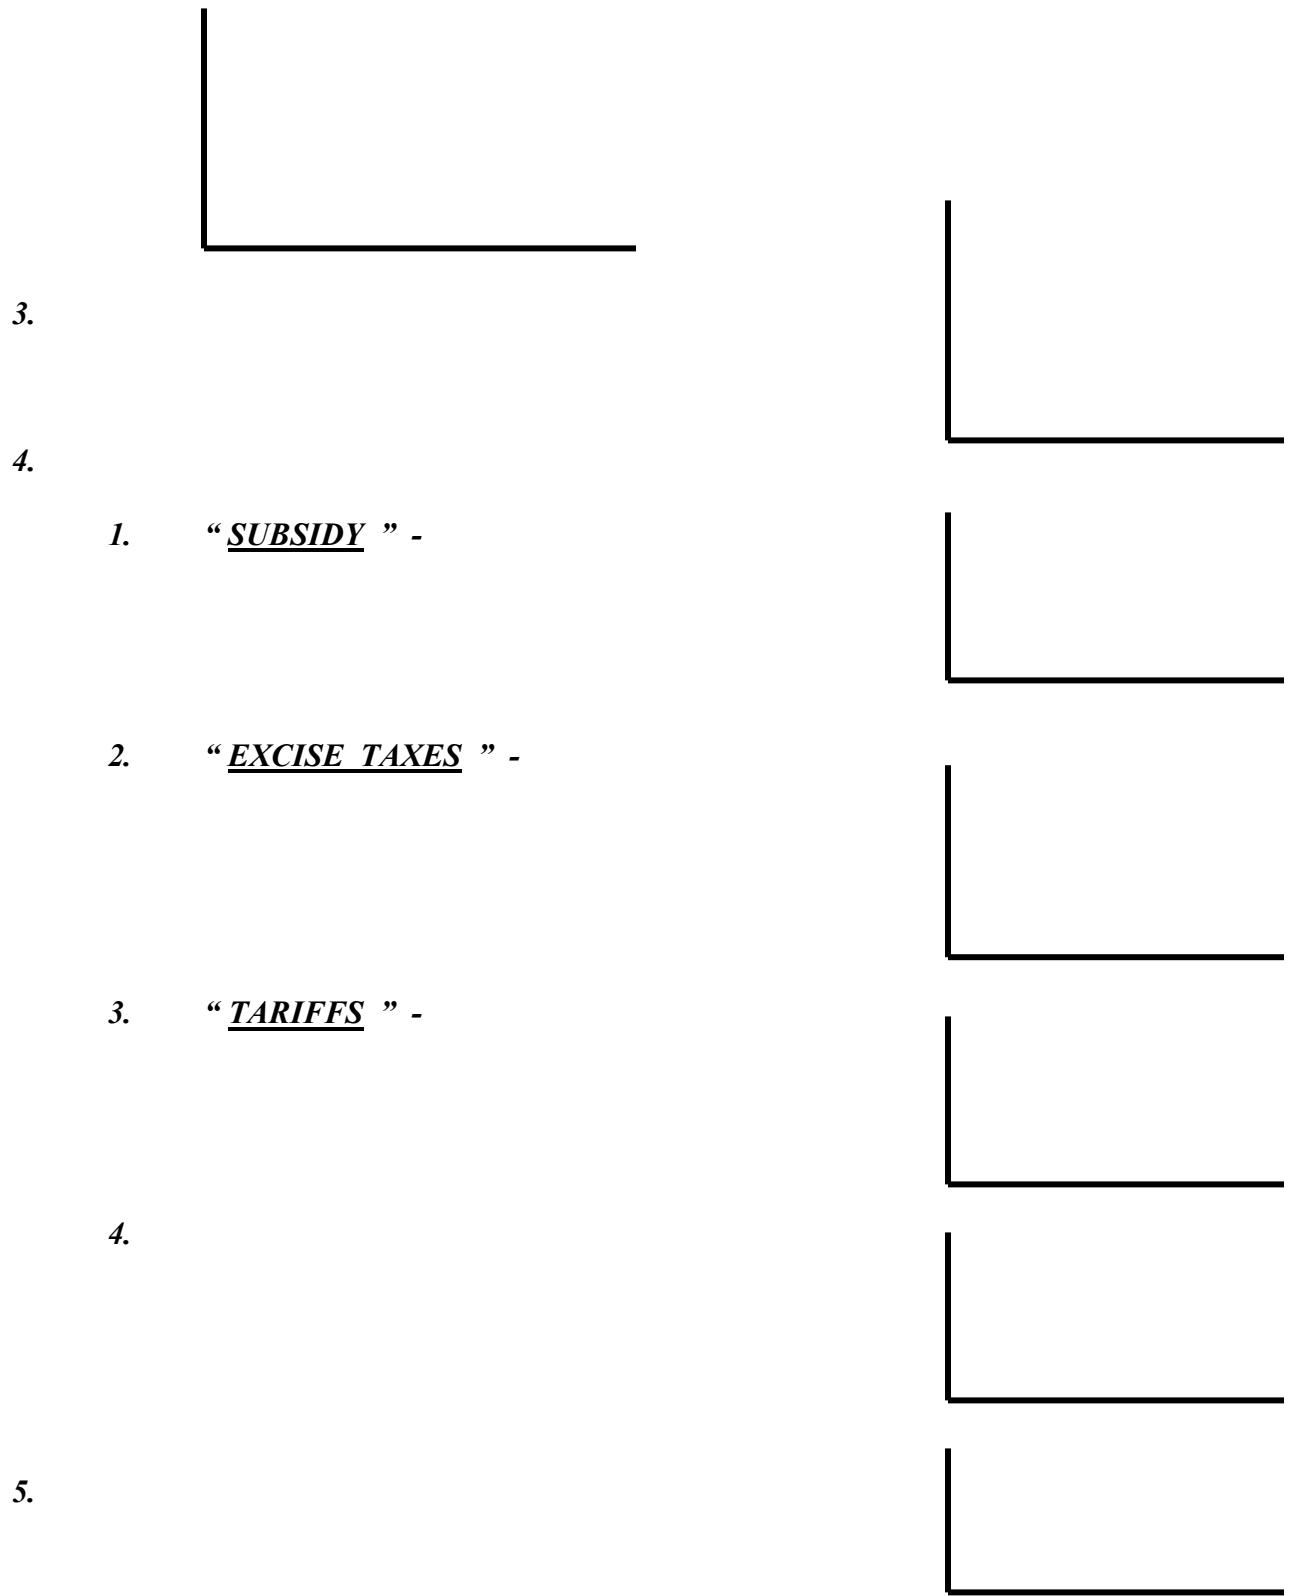 3.
4.
1. “ SUBSIDY ” -
2. “ EXCISE TAXES ” -
3. “ TARIFFS ” -
4.
5.